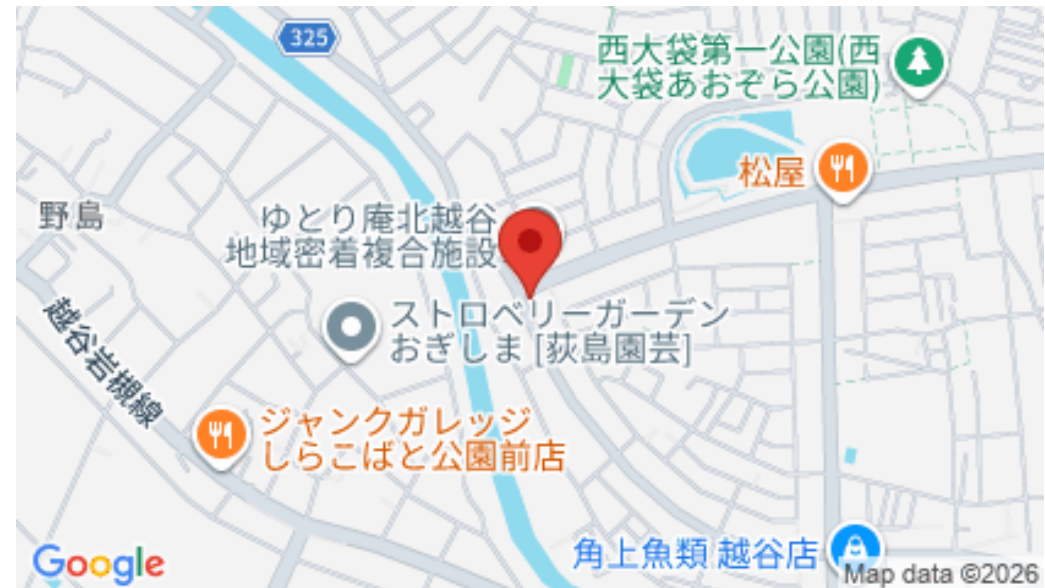 325
西大袋第一公園(西
大袋あおぞら公園)
松屋
野島
ゆとり庵北越谷
地域密着複合施設
ストロベリーガーデン
おぎしま [荻島園芸]
越谷岩槻線
ジャンクガレッジ
しらこばと公園前店
角上魚類 越谷店
Google
Map data ©2026